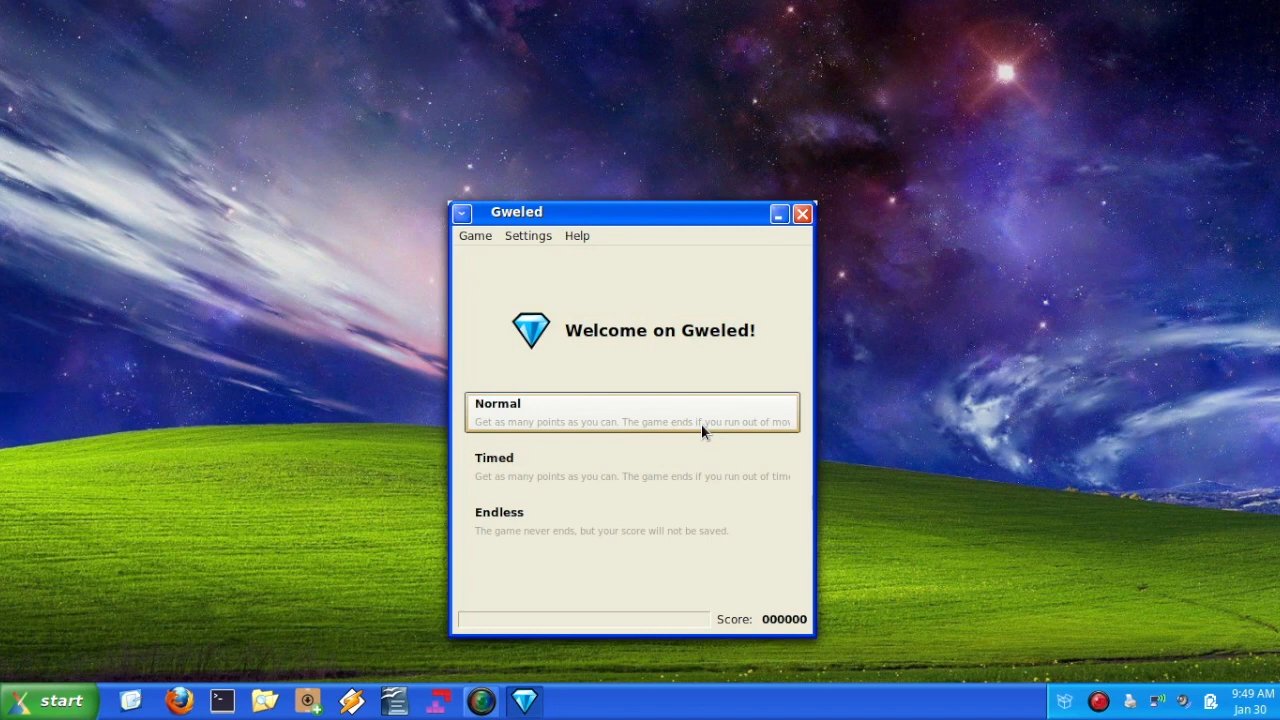 Gweled
Game Settings Help
Welcome on Gweled!
Normal
Get as many points as you can. The game ends if you run out of mov
Timed
Get as many points as you can. The game ends if you run out of time
Endless
The game never ends, but your score will not be saved.
Score: 000000
start
9:49 AM
Jan 30